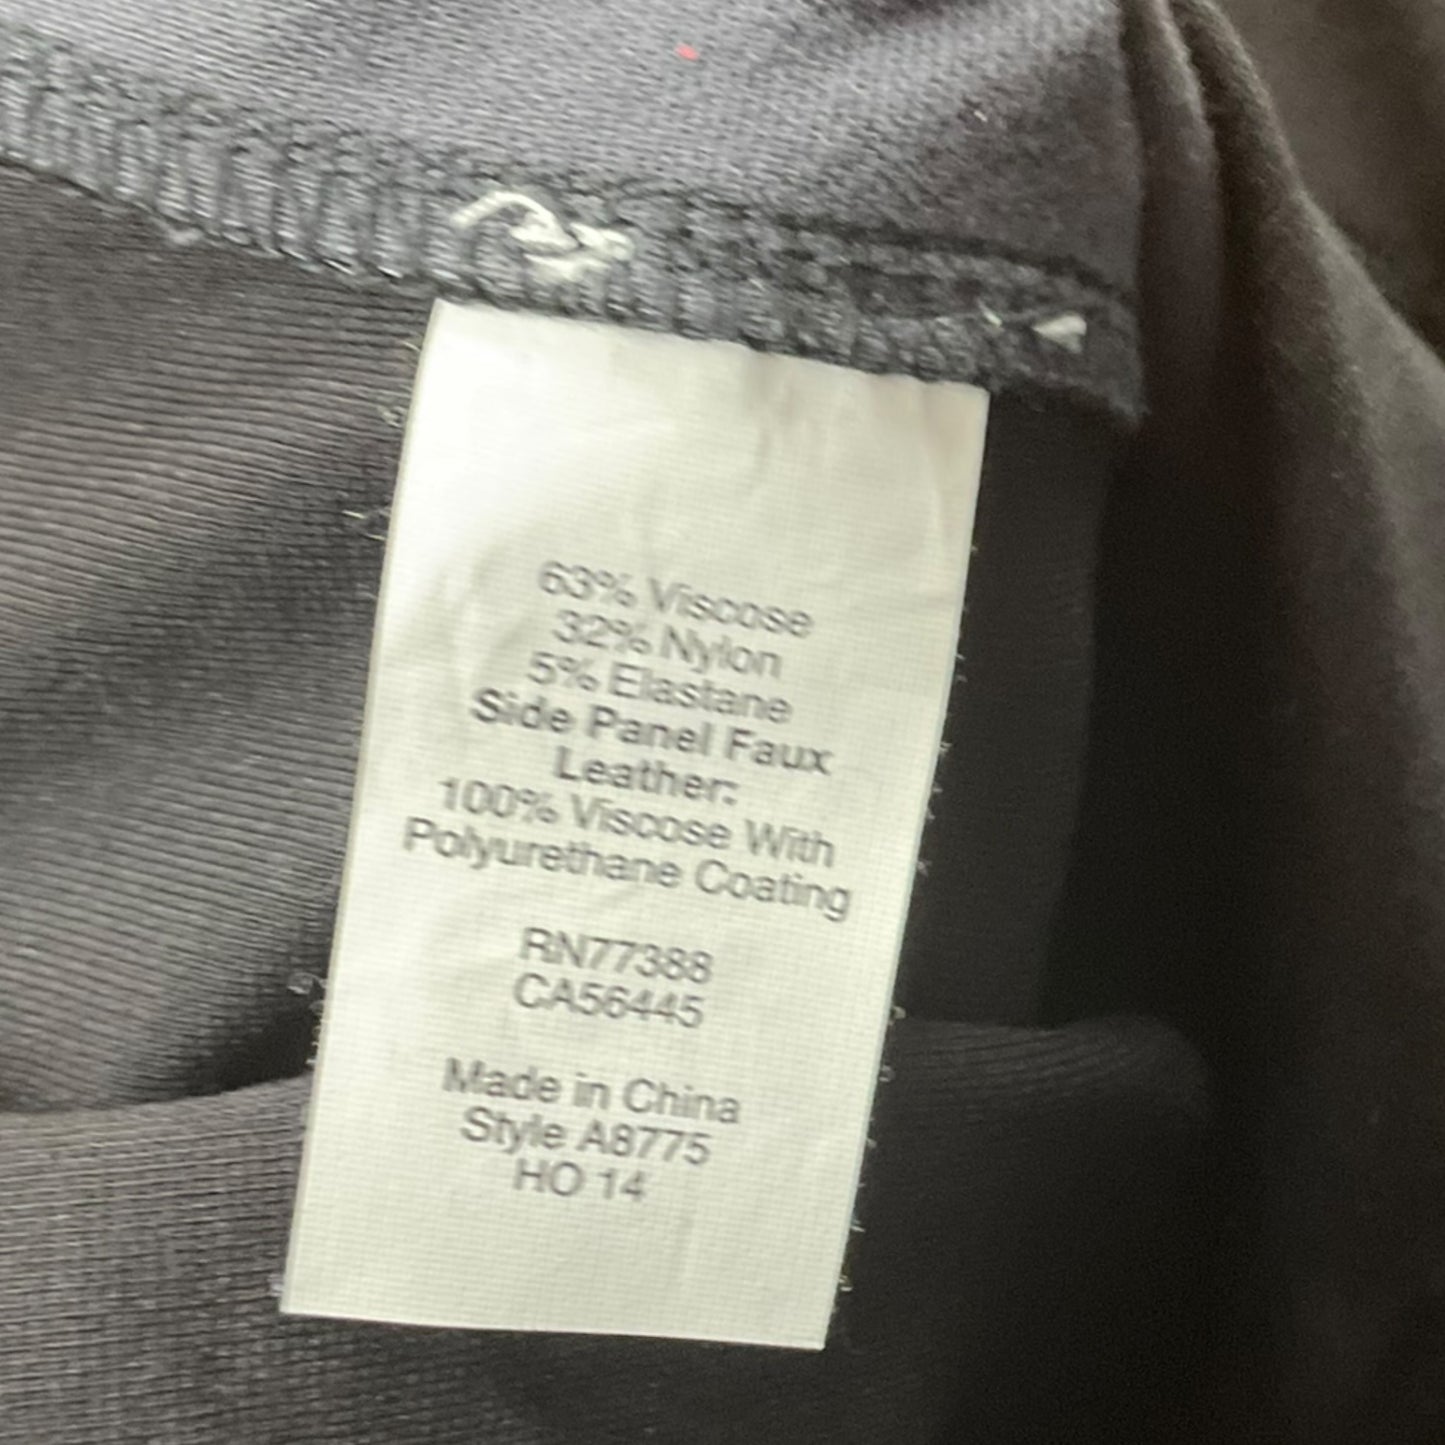 63% Viscose
32% Nylon
5% Elastane
Side Panel Faux
Leather:
100% Viscose With
Polyurethane Coating
RN77388
CA56445
Made in China
Style A8775
HO 14